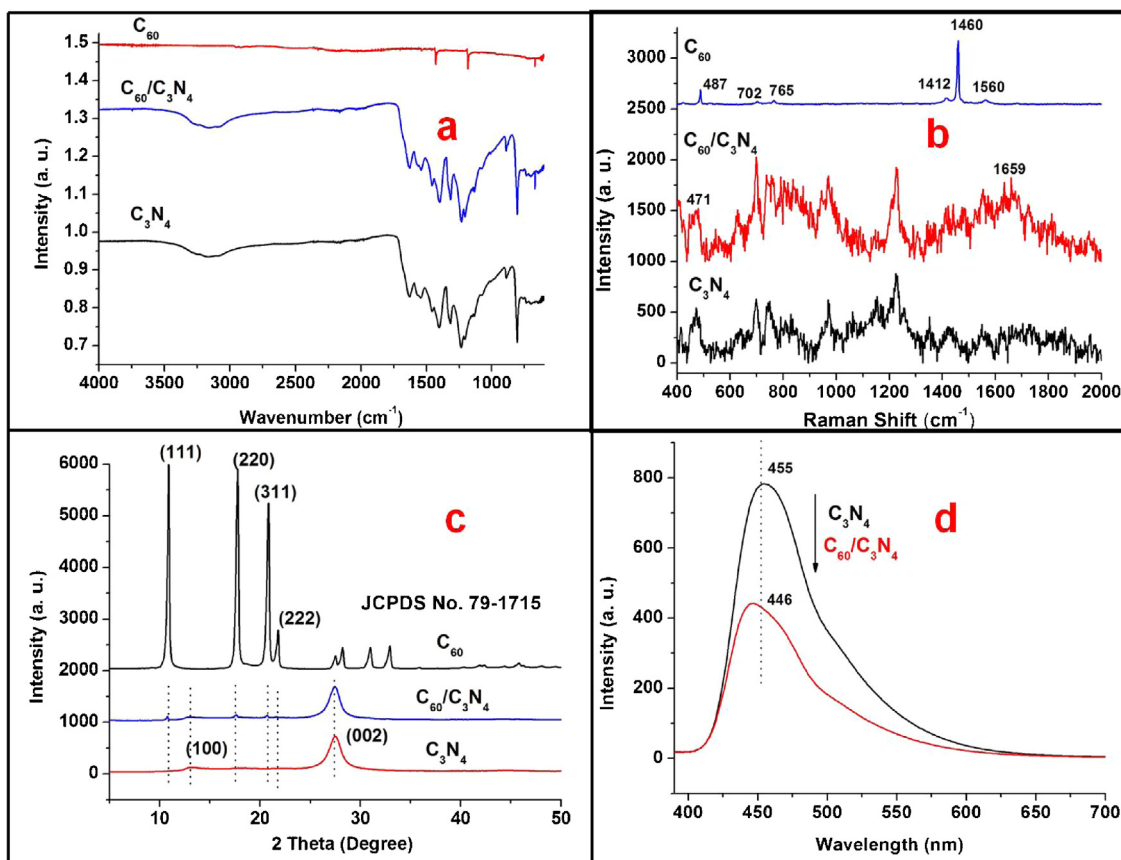 C60
C60/C3N4
C3N4
a
1.5
1.4
1.3
1.2
1.1
1.0
0.9
0.8
0.7
Intensity (a. u.)
4000 3500 3000 2500 2000 1500 1000
Wavenumber (cm-1)
1460
C60
487
702
765
1412
1560
C60/C3N4
b
471
1659
C3N4
3000
2500
2000
1500
1000
500
0
Intensity (a. u.)
400 600 800 1000 1200 1400 1600 1800 2000
Raman Shift (cm-1)
(111)
(220)
(311)
c
JCPDS No. 79-1715
(222)
C60
C60/C3N4
(100)
(002)
C3N4
6000
5000
4000
3000
2000
1000
0
Intensity (a. u.)
10 20 30 40 50
2 Theta (Degree)
455
d
C3N4
C60/C3N4
446
800
600
400
200
0
Intensity (a. u.)
400 450 500 550 600 650 700
Wavelength (nm)